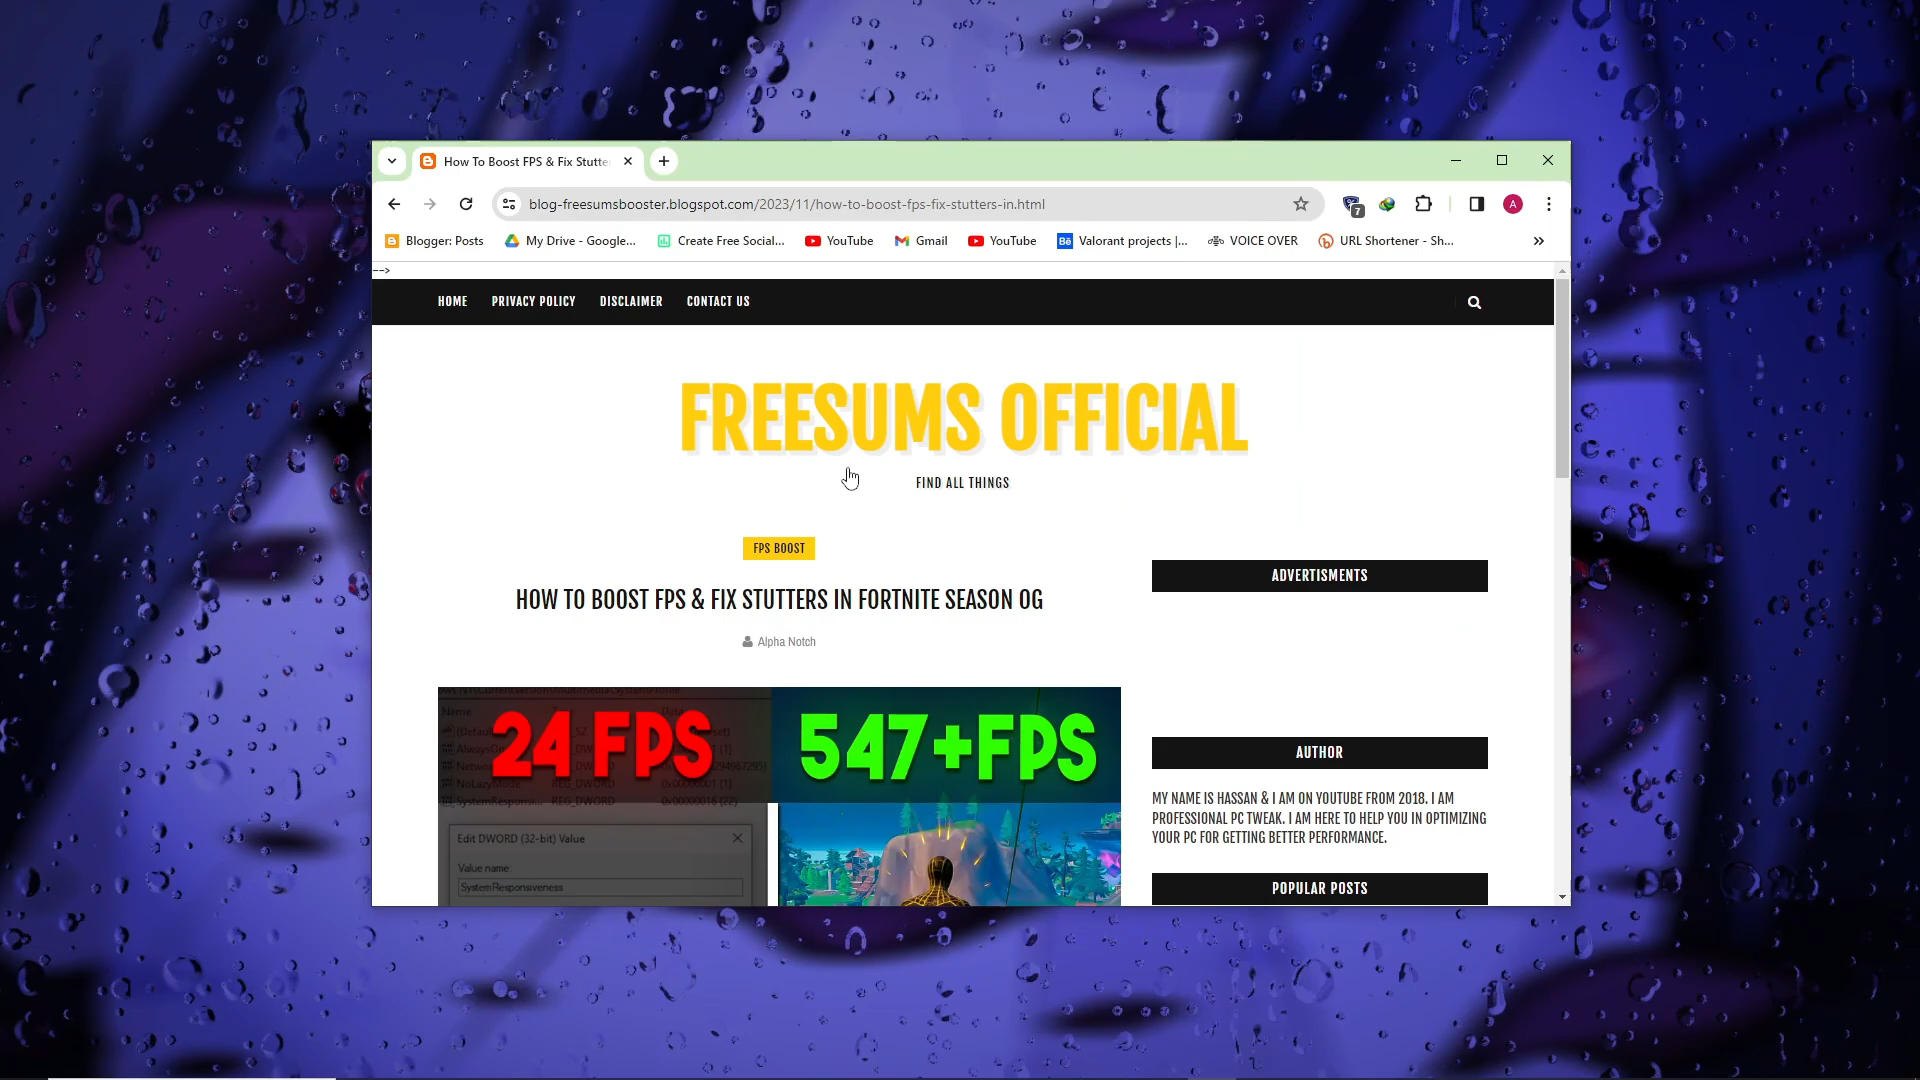 How To Boost FPS & Fix Stutte
blog-freesumsbooster.blogspot.com/2023/11/how-to-boost-fps-fix-stutters-in.html
7
A
Blogger: Posts
My Drive - Google...
Create Free Social...
YouTube
Gmail
YouTube
Bē Valorant projects |...
VOICE OVER
URL Shortener - Sh...
-->
HOME PRIVACY POLICY DISCLAIMER CONTACT US
FREESUMS OFFICIAL
FIND ALL THINGS
FPS BOOST
HOW TO BOOST FPS & FIX STUTTERS IN FORTNITE SEASON OG
Alpha Notch
24 FPS
547+FPS
Edit DWORD (32-bit) Value
Value name:
SystemResponsiveness
ADVERTISMENTS
AUTHOR
MY NAME IS HASSAN & I AM ON YOUTUBE FROM 2018. I AM
PROFESSIONAL PC TWEAK. I AM HERE TO HELP YOU IN OPTIMIZING
YOUR PC FOR GETTING BETTER PERFORMANCE.
POPULAR POSTS